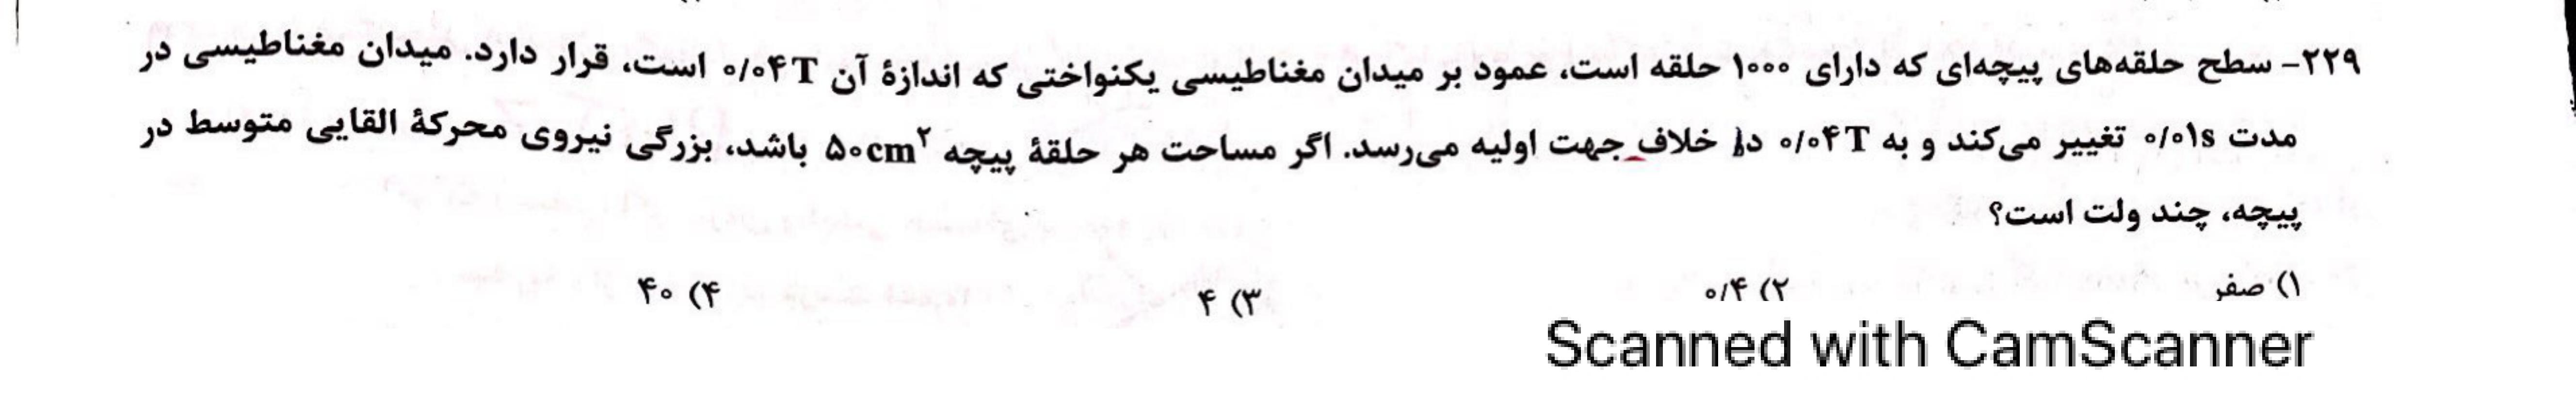 ۲۲۹- سطح حلقه‌های پیچه‌ای که دارای ۱۰۰۰ حلقه است، عمود بر میدان مغناطیسی یکنواختی که اندازهٔ آن ۰/۰۴T است، قرار دارد. میدان مغناطیسی در
مدت ۰/۰۱s تغییر می‌کند و به ۰/۰۴T در خلاف جهت اولیه می‌رسد. اگر مساحت هر حلقهٔ پیچه ۵۰cm² باشد، بزرگی نیروی محرکهٔ القایی متوسط در
پیچه، چند ولت است؟
۱) صفر ۲) ۰/۴ ۳) ۴ ۴) ۴۰
Scanned with CamScanner